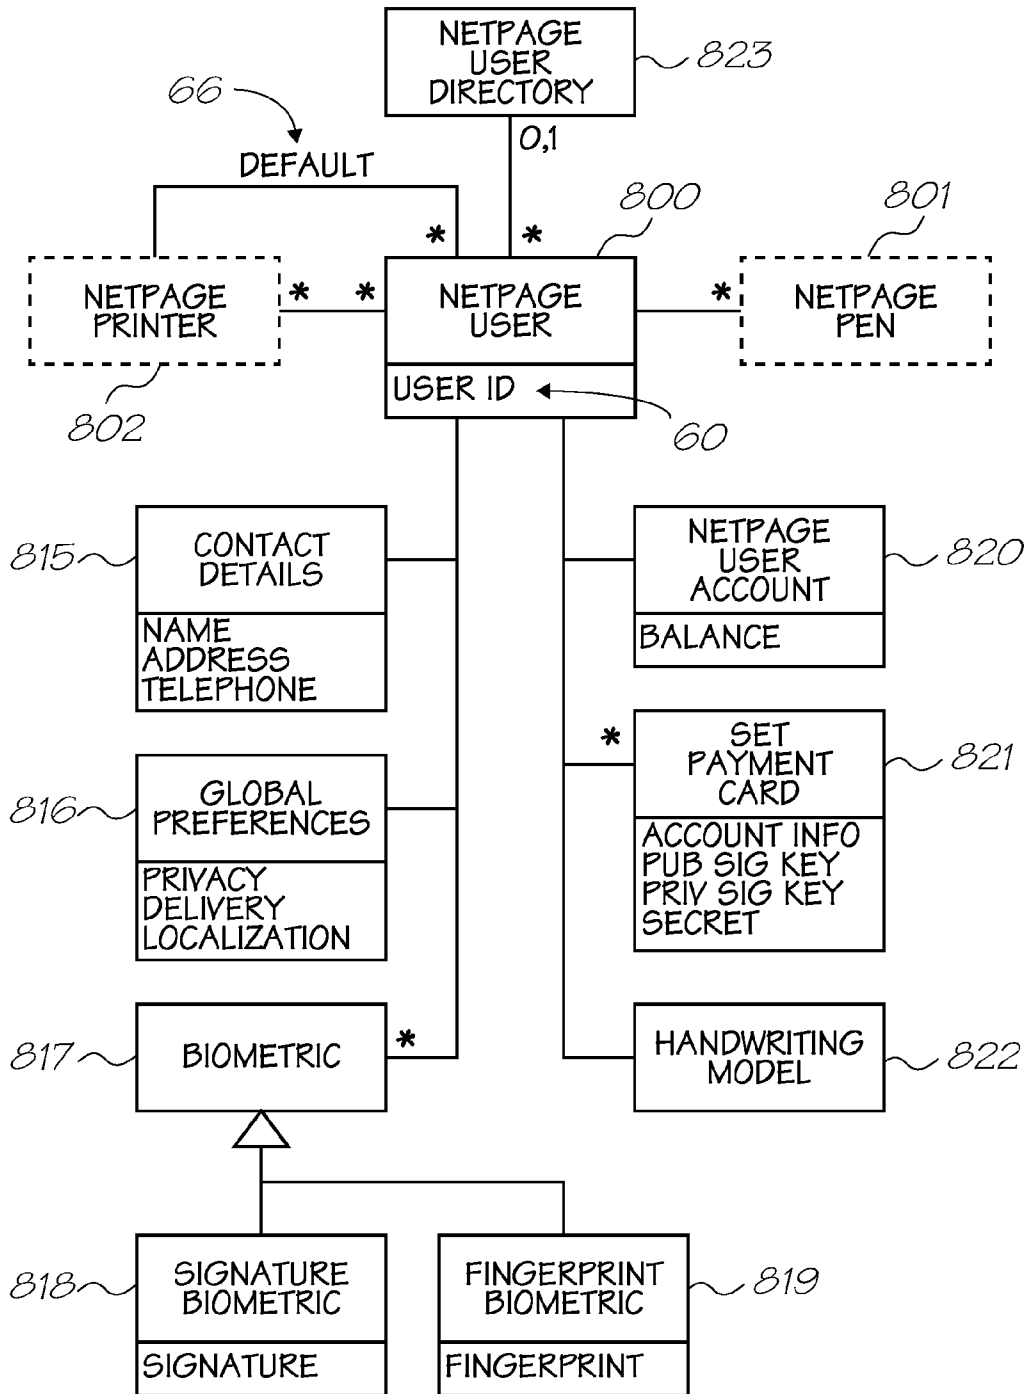 NETPAGE
USER
DIRECTORY
823
66
0,1
DEFAULT
800
801
*
*
NETPAGE
PRINTER
*
*
NETPAGE
USER
*
NETPAGE
PEN
USER ID
802
60
815
CONTACT
DETAILS
NAME
ADDRESS
TELEPHONE
NETPAGE
USER
ACCOUNT
820
BALANCE
816
GLOBAL
PREFERENCES
PRIVACY
DELIVERY
LOCALIZATION
*
SET
PAYMENT
CARD
821
ACCOUNT INFO
PUB SIG KEY
PRIV SIG KEY
SECRET
817
BIOMETRIC
*
HANDWRITING
MODEL
822
818
SIGNATURE
BIOMETRIC
SIGNATURE
FINGERPRINT
BIOMETRIC
819
FINGERPRINT